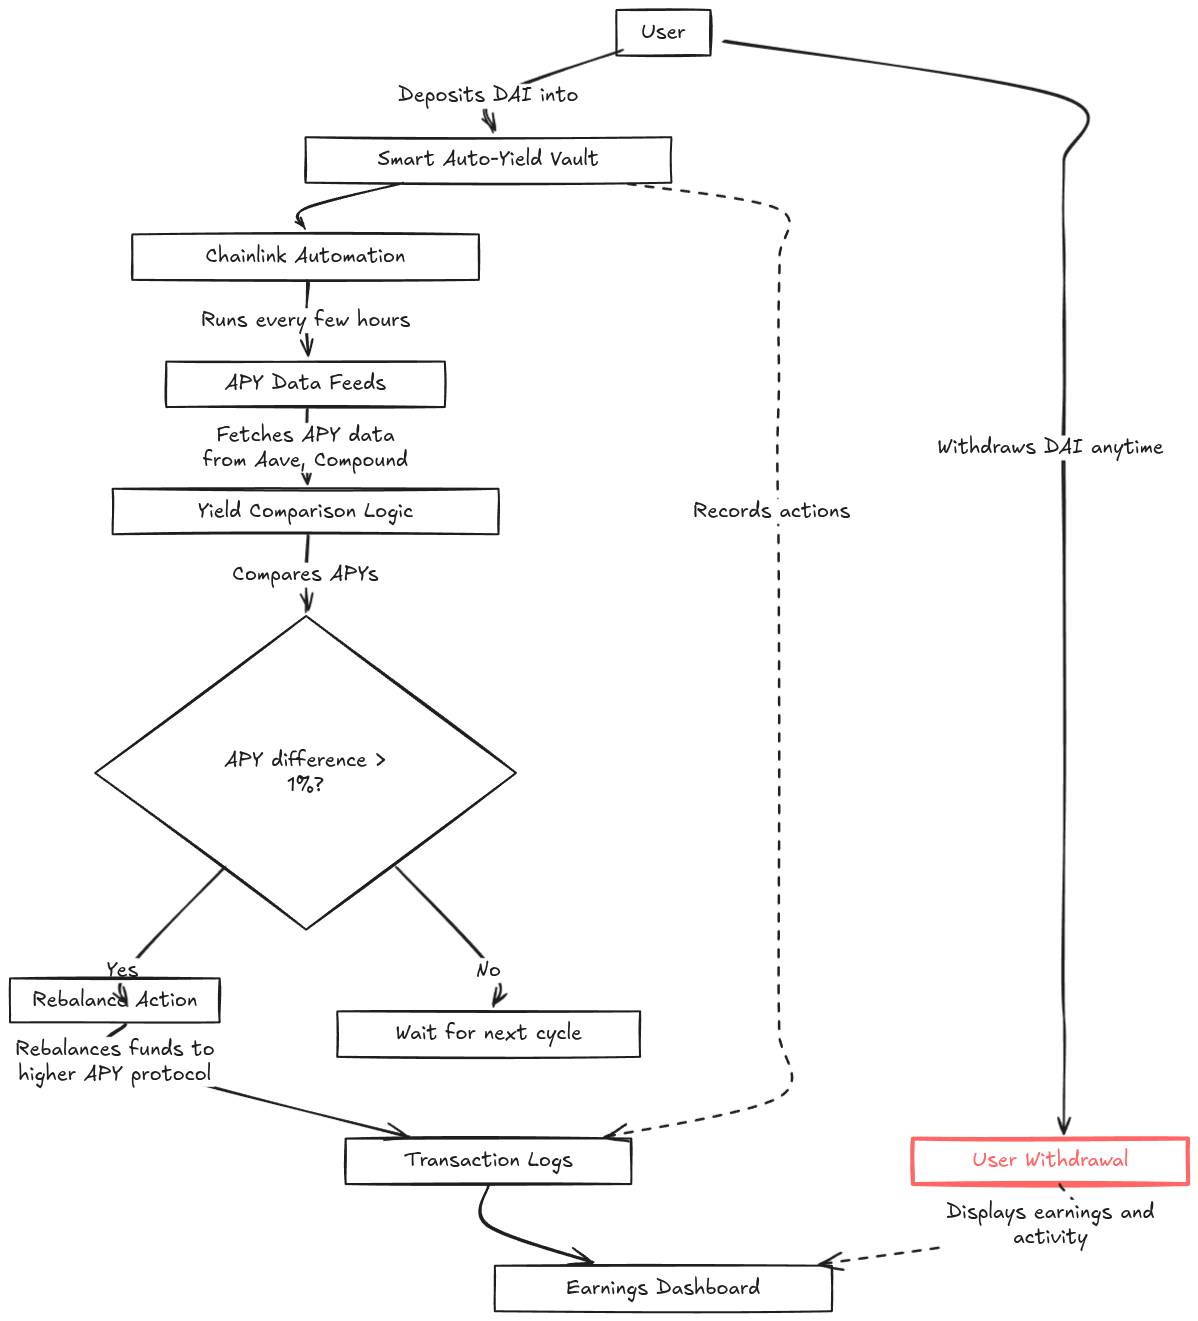 User
Deposits DAI into
Smart Auto-Yield Vault
Chainlink Automation
Runs every few hours
APY Data Feeds
Fetches APY data
from Aave, Compound
Withdraws DAI anytime
Yield Comparison Logic
Records actions
Compares APYs
APY difference >
1%?
Yes
No
Rebalance Action
Wait for next cycle
Rebalances funds to
higher APY protocol
Transaction Logs
User Withdrawal
Displays earnings and
activity
Earnings Dashboard